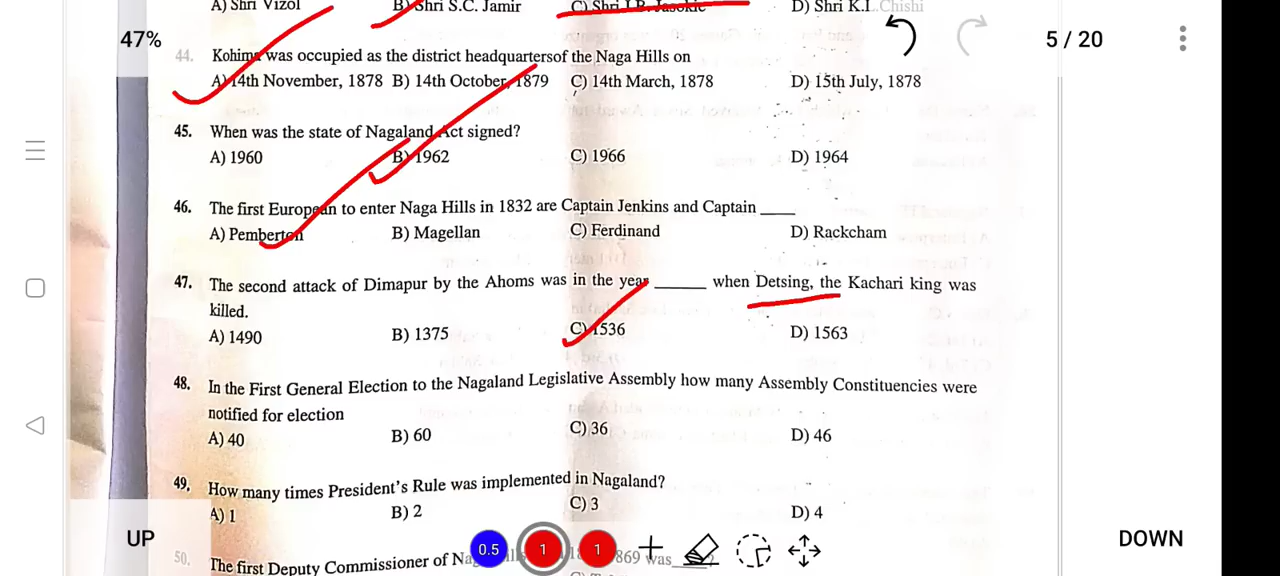 A) Shri Vizol B) Shri S.C. Jamir C) Shri J.B. Jasokie D) Shri K.I. Chishi
47%
5 / 20
44. Kohima was occupied as the district headquartersof the Naga Hills on
A) 14th November, 1878 B) 14th October, 1879 C) 14th March, 1878 D) 15th July, 1878
45. When was the state of Nagaland Act signed?
A) 1960 B) 1962 C) 1966 D) 1964
46. The first European to enter Naga Hills in 1832 are Captain Jenkins and Captain ____
A) Pemberton B) Magellan C) Ferdinand D) Rackcham
47. The second attack of Dimapur by the Ahoms was in the year ______ when Detsing, the Kachari king was
killed.
A) 1490 B) 1375 C) 1536 D) 1563
48. In the First General Election to the Nagaland Legislative Assembly how many Assembly Constituencies were
notified for election
A) 40 B) 60 C) 36 D) 46
49. How many times President's Rule was implemented in Nagaland?
A) 1 B) 2 C) 3 D) 4
UP
0.5 1 1
DOWN
50. The first Deputy Commissioner of 869 was